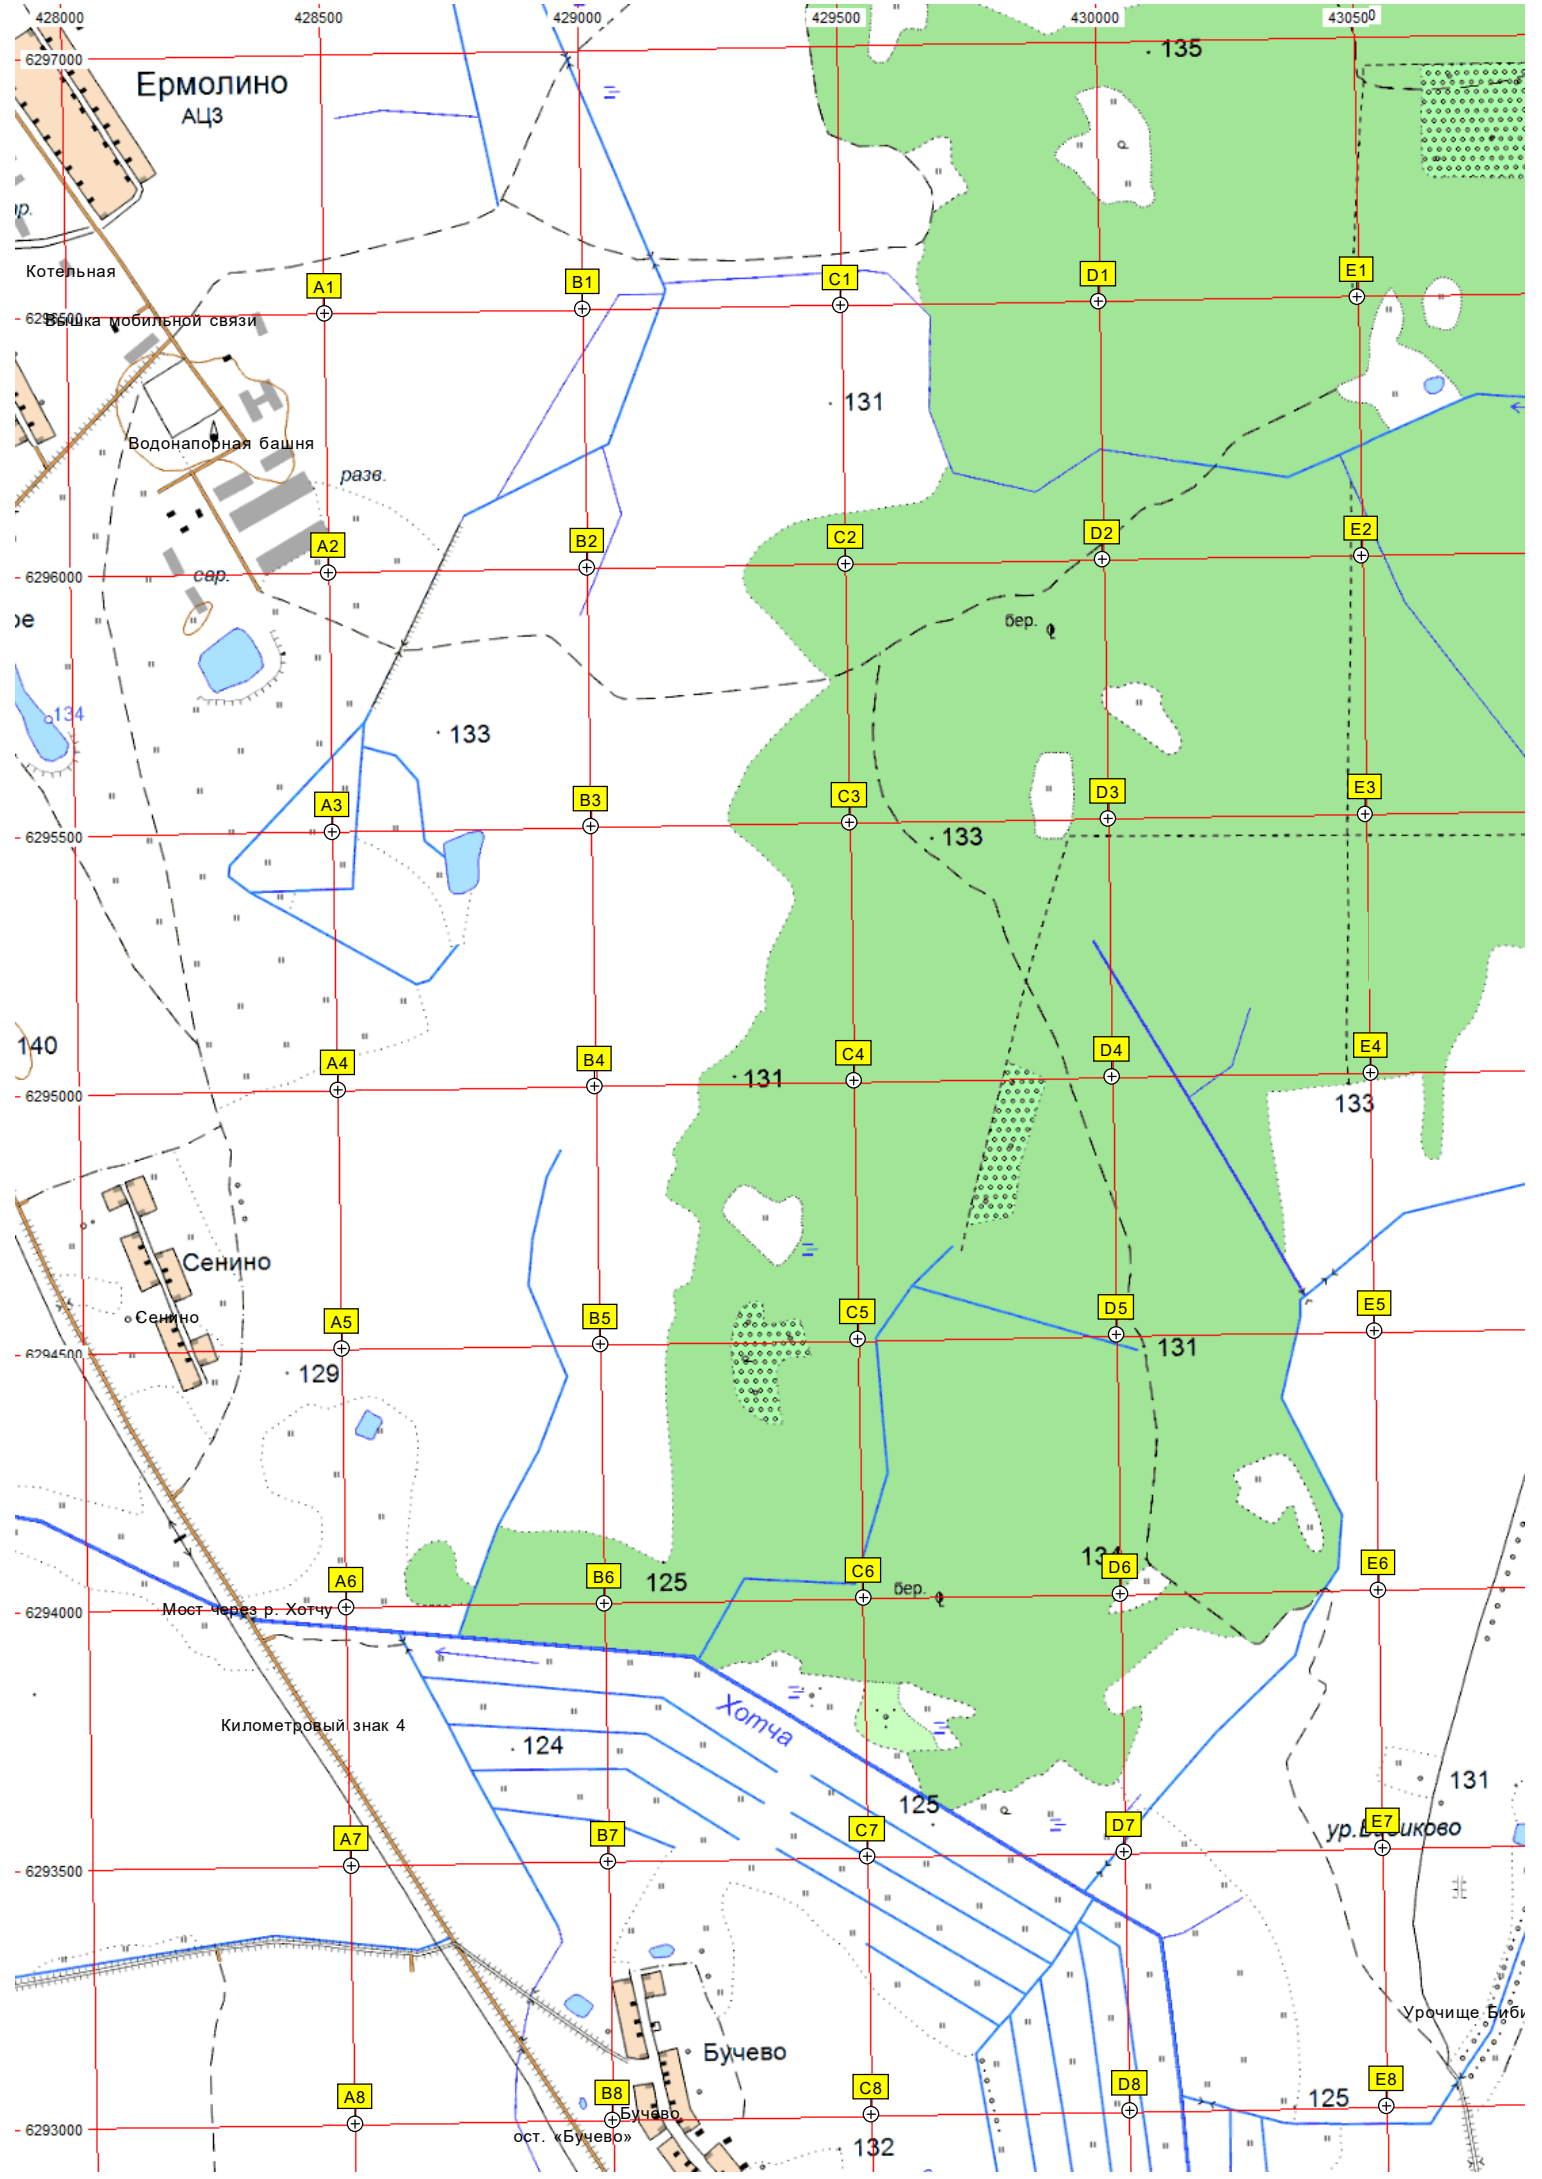 428000 428500 429000 429500 430000 430500
6297000
135
Ермолино
АЦЗ
Котельная
A1 B1 C1 D1 E1
Вышка мобильной связи
131
Водонапорная башня
разв.
A2 B2 C2 D2 E2
сар.
6296000
бер.
134
133
A3 B3 C3 D3 E3
6295500
133
140
A4 B4 C4 D4 E4
131
6295000
133
Сенино
Сенино
A5 B5 C5 D5 E5
131
6294500
129
134
A6 B6 C6 D6 E6
125
бер.
6294000
Мост через р. Хотчу
Хотча
Километровый знак 4
124
131
125
ур.Бибиково
A7 B7 C7 D7 E7
6293500
Урочище Биби
Бучево
A8 B8 C8 D8 E8
125
Бучево
6293000
ост. «Бучево»
132